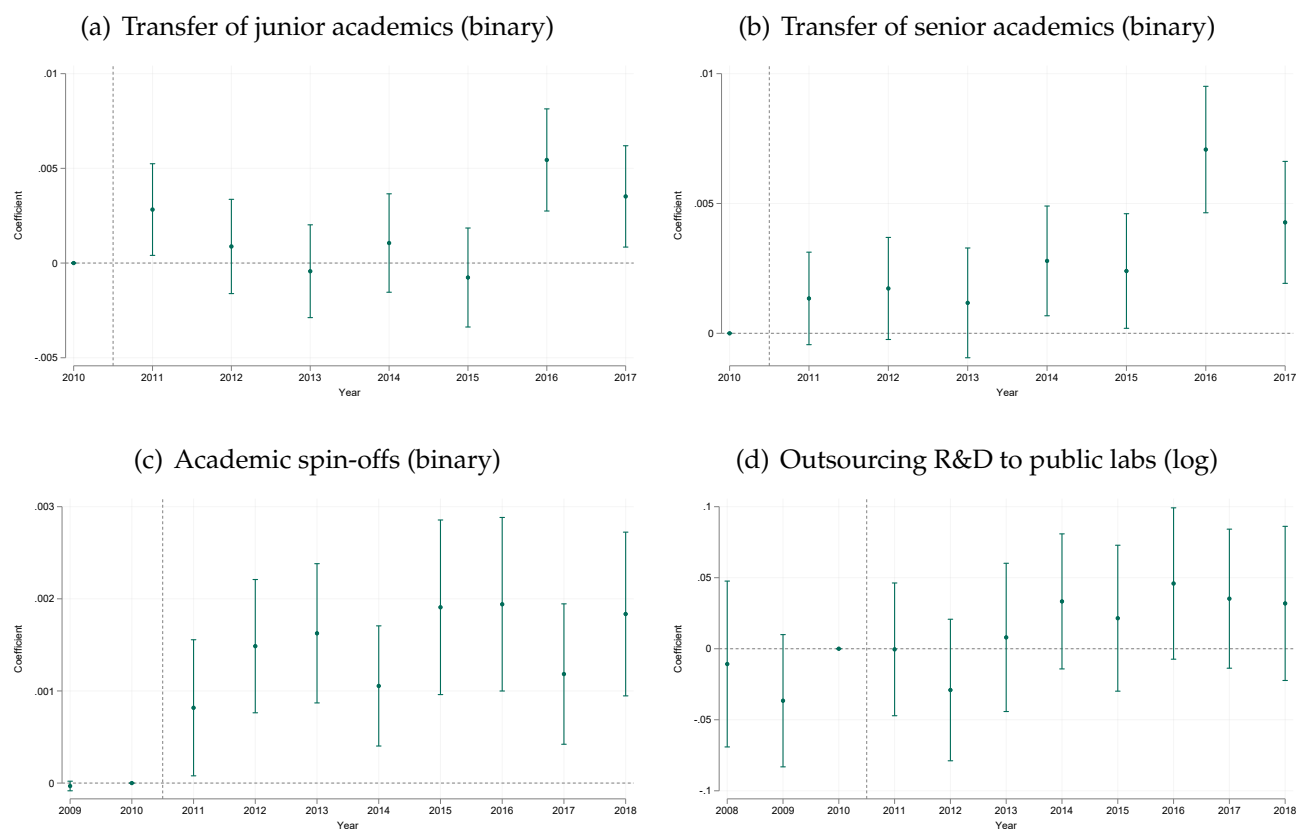 (a) Transfer of junior academics (binary)
.01
.005
0
-.005
Coefficient
2010 2011 2012 2013 2014 2015 2016 2017
Year
(b) Transfer of senior academics (binary)
.01
.005
0
Coefficient
2010 2011 2012 2013 2014 2015 2016 2017
Year
(c) Academic spin-offs (binary)
.003
.002
.001
0
Coefficient
2009 2010 2011 2012 2013 2014 2015 2016 2017 2018
Year
(d) Outsourcing R&D to public labs (log)
.1
.05
0
-.05
-.1
Coefficient
2008 2009 2010 2011 2012 2013 2014 2015 2016 2017 2018
Year